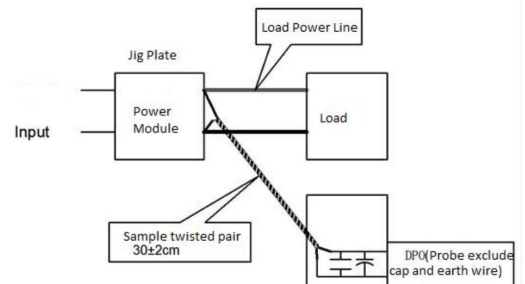 Load Power Line
Jig Plate
Power
Module
Load
Input
Sample twisted pair
30±2cm
DPO(Probe exclude
cap and earth wire)